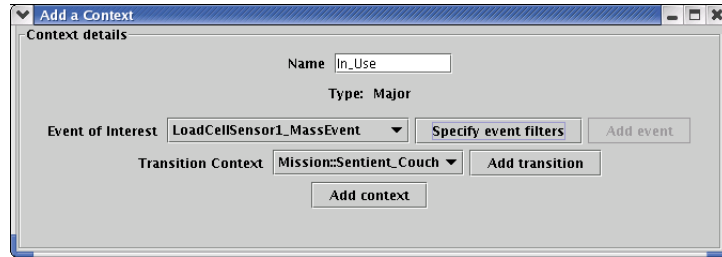 Add a Context
Context details
Name In_Use
Type: Major
Event of Interest LoadCellSensor1_MassEvent Specify event filters Add event
Transition Context Mission::Sentient_Couch Add transition
Add context